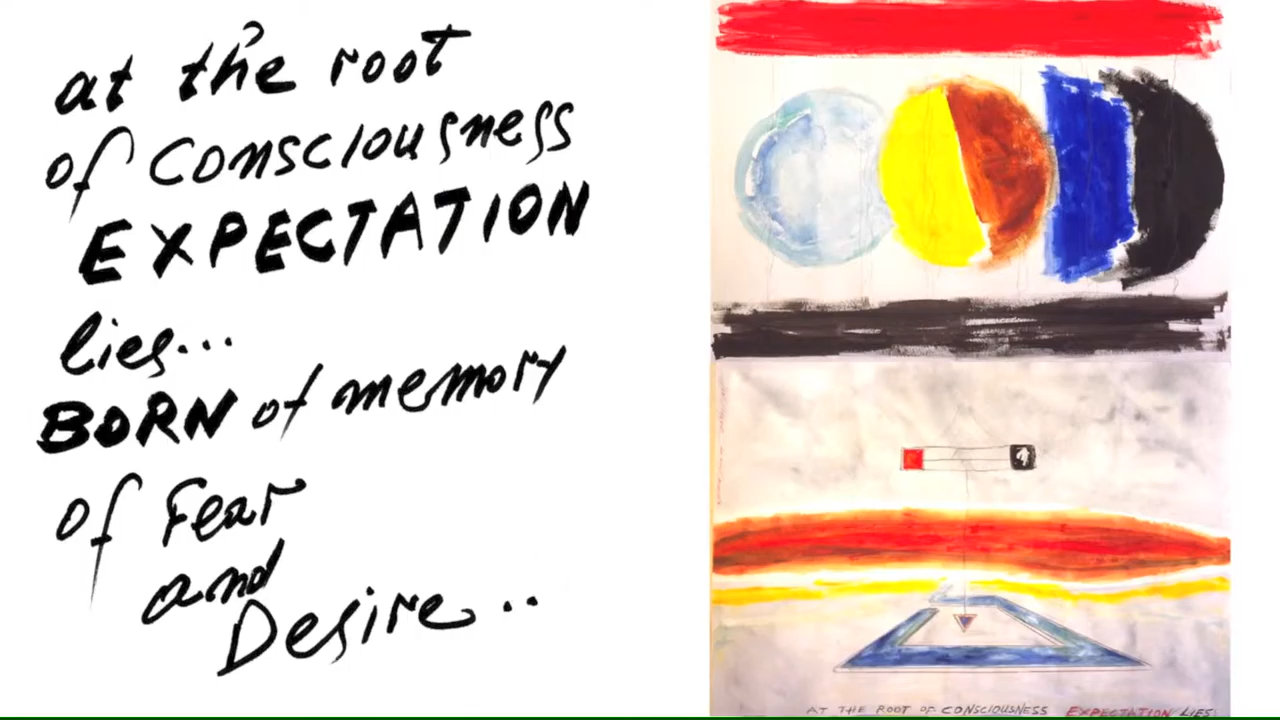 at the root
of Consciousness
EXPECTATION
lies...
BORN of memory
of Fear
and
Desire..
AT THE ROOT OF CONSCIOUSNESS EXPECTATION LIES